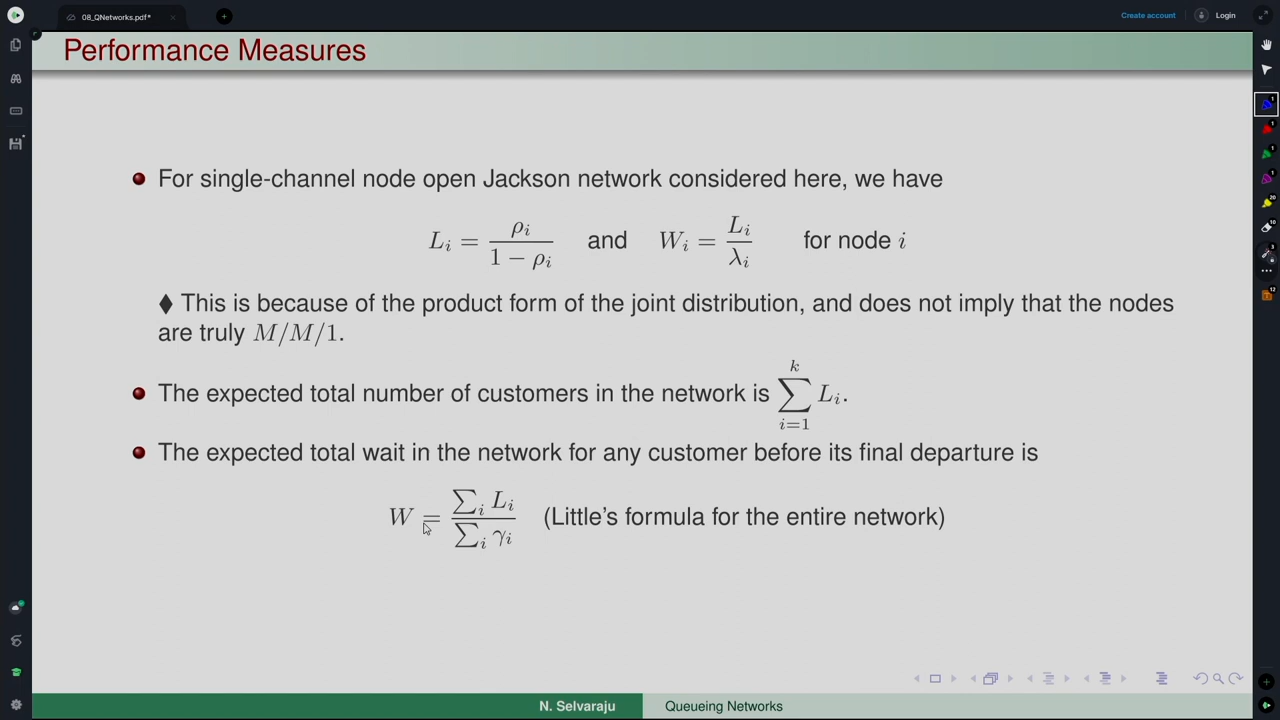 08_QNetworks.pdf*
Create account
Login
Performance Measures
For single-channel node open Jackson network considered here, we have
L_i = ρ_i / (1 − ρ_i) and W_i = L_i / λ_i for node i
♦ This is because of the product form of the joint distribution, and does not imply that the nodes
are truly M/M/1.
The expected total number of customers in the network is ∑_{i=1}^{k} L_i.
The expected total wait in the network for any customer before its final departure is
W = ∑_i L_i / ∑_i γ_i (Little's formula for the entire network)
N. Selvaraju
Queueing Networks